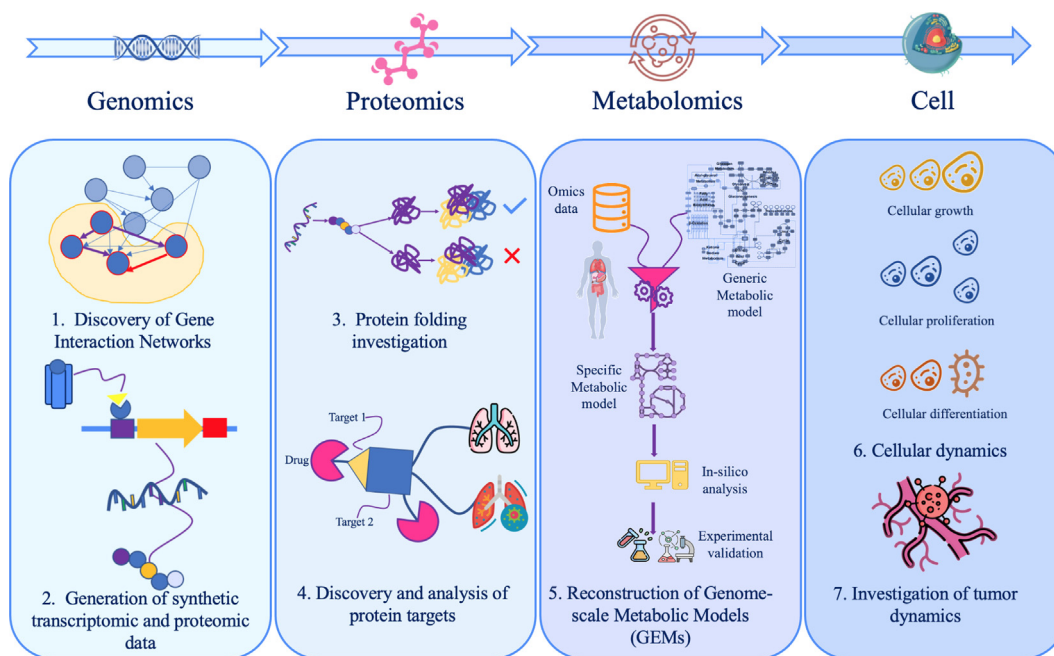 Genomics
Proteomics
Metabolomics
Cell
1. Discovery of Gene
Interaction Networks
2. Generation of synthetic
transcriptomic and proteomic
data
3. Protein folding
investigation
Target 1
Drug
Target 2
4. Discovery and analysis of
protein targets
Omics
data
Generic
Metabolic
model
Specific
Metabolic
model
In-silico
analysis
Experimental
validation
5. Reconstruction of Genome-
scale Metabolic Models
(GEMs)
Cellular growth
Cellular proliferation
Cellular differentiation
6. Cellular dynamics
7. Investigation of tumor
dynamics